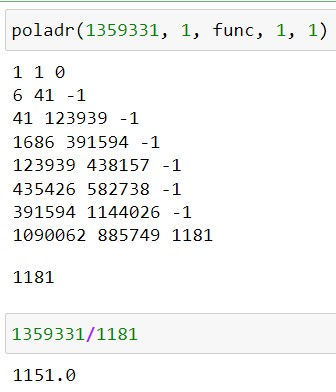 poladr(1359331, 1, func, 1, 1)
1 1 0
6 41 -1
41 123939 -1
1686 391594 -1
123939 438157 -1
435426 582738 -1
391594 1144026 -1
1090062 885749 1181
1181
1359331/1181
1151.0